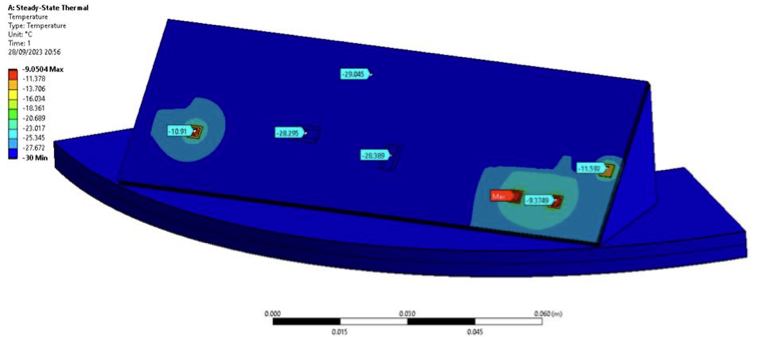 A: Steady-State Thermal
Temperature
Type: Temperature
Unit: °C
Time: 1
28/09/2023 20:56
-9.0504 Max
-11.378
-13.706
-16.034
-18.361
-20.689
-23.017
-25.345
-27.672
-30 Min
-29.045
-10.91
-28.295
-28.389
-11.592
Max
-9.3749
0.000
0.030
0.060 (m)
0.015
0.045